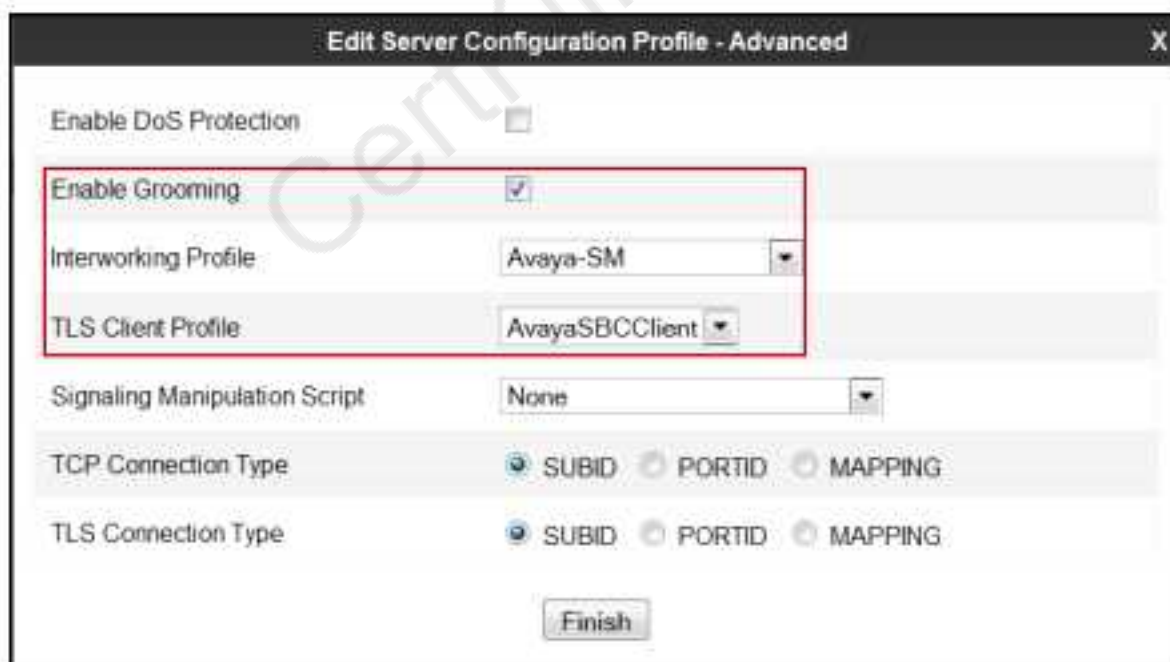 Edit Server Configuration Profile - Advanced X
Enable DoS Protection
Enable Grooming
Interworking Profile Avaya-SM
TLS Client Profile AvayaSBCClient
Signaling Manipulation Script None
TCP Connection Type SUBID PORTID MAPPING
TLS Connection Type SUBID PORTID MAPPING
Finish